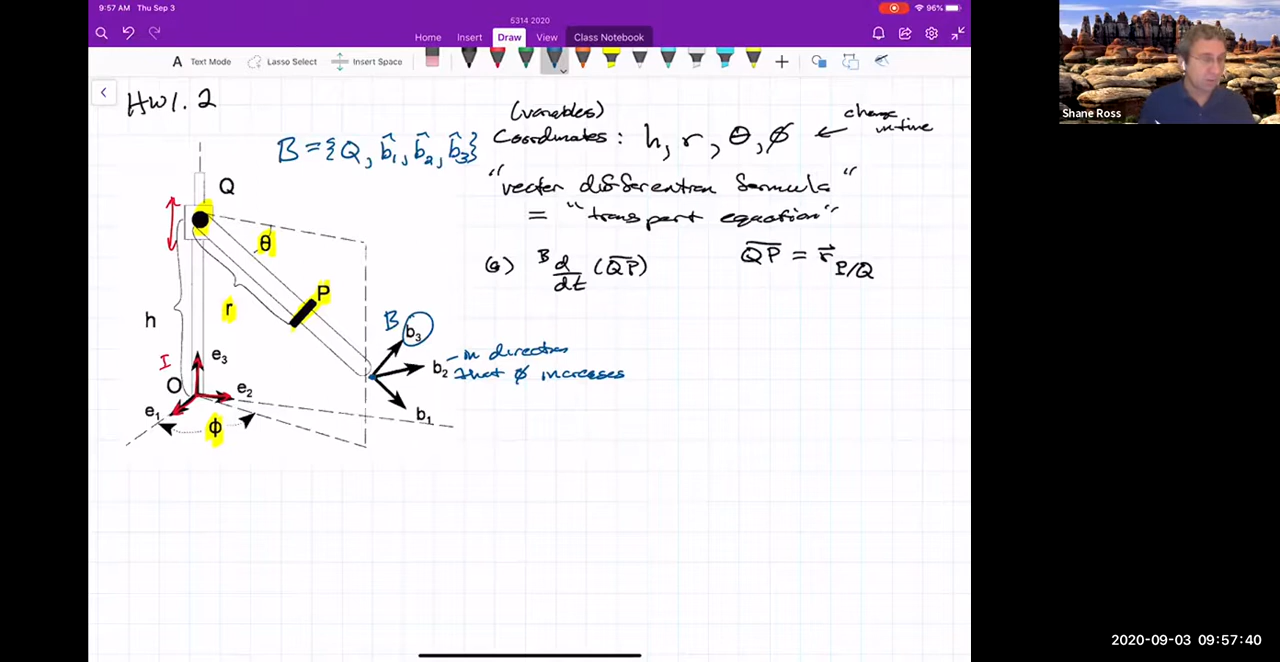 9:57 AM Thu Sep 3
96%
5314 2020
Home Insert Draw View Class Notebook
A Text Mode Lasso Select Insert Space
Shane Ross
HW1.2
(variables)
Coordinates: h, r, θ, ϕ ← change in time
B = {Q, b̂₁, b̂₂, b̂₃}
"vector differention formula"
= "transport equation"
(a) ᴮd/dt (QP)
QP = r⃗ P/Q
Q
θ
P
r
h
B b₃
b₂ – in direction
that ϕ increases
b₁
I e₃
O e₂
e₁
ϕ
2020-09-03 09:57:40